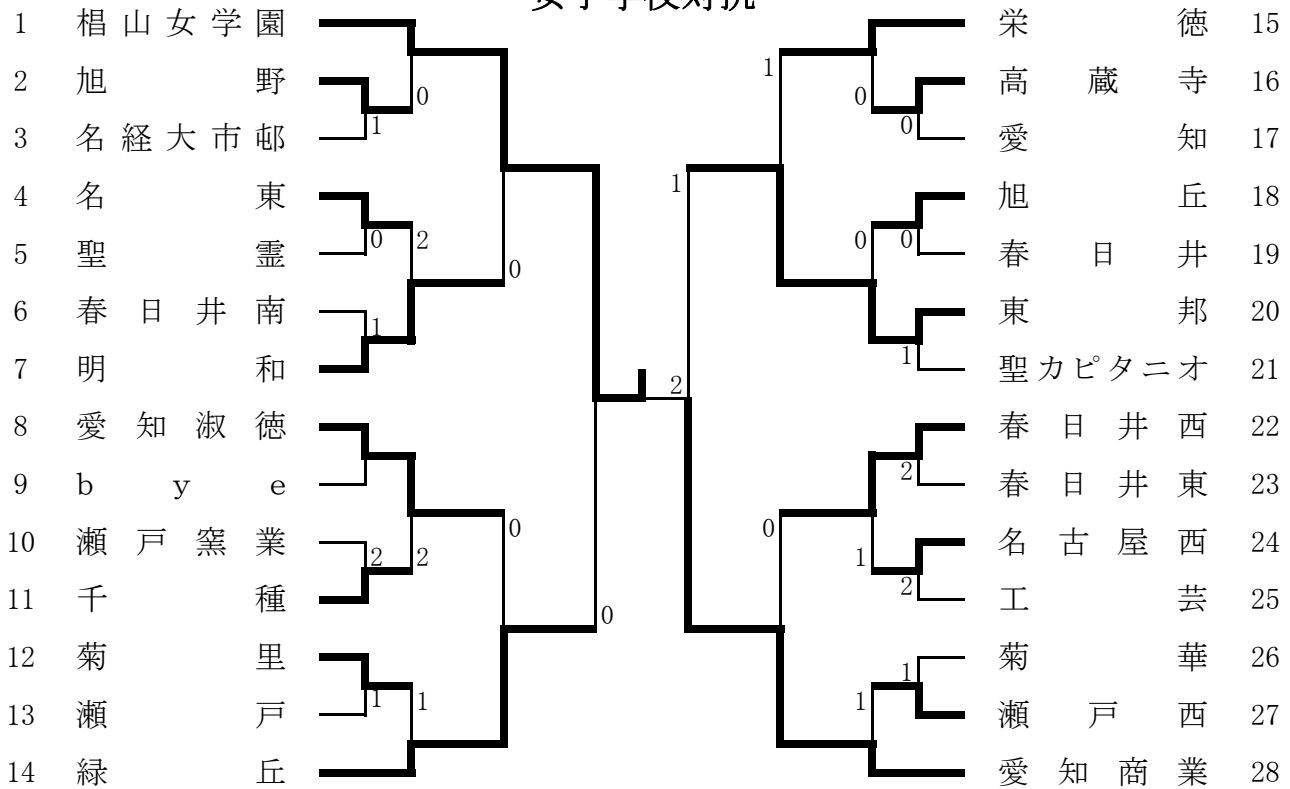 女子学校対抗
1 椙山女学園
2 旭野
3 名経大市邨
4 名東
5 聖霊
6 春日井南
7 明和
8 愛知淑徳
9 bye
10 瀬戸窯業
11 千種
12 菊里
13 瀬戸
14 緑丘
0
1
0 2
0
1
0
2 2
0
1 1
1
2
1
0
0
0 0
1
2
0
1
2
1
1
栄徳 15
高蔵寺 16
愛知 17
旭丘 18
春日井 19
東邦 20
聖カピタニオ 21
春日井西 22
春日井東 23
名古屋西 24
工芸 25
菊華 26
瀬戸西 27
愛知商業 28